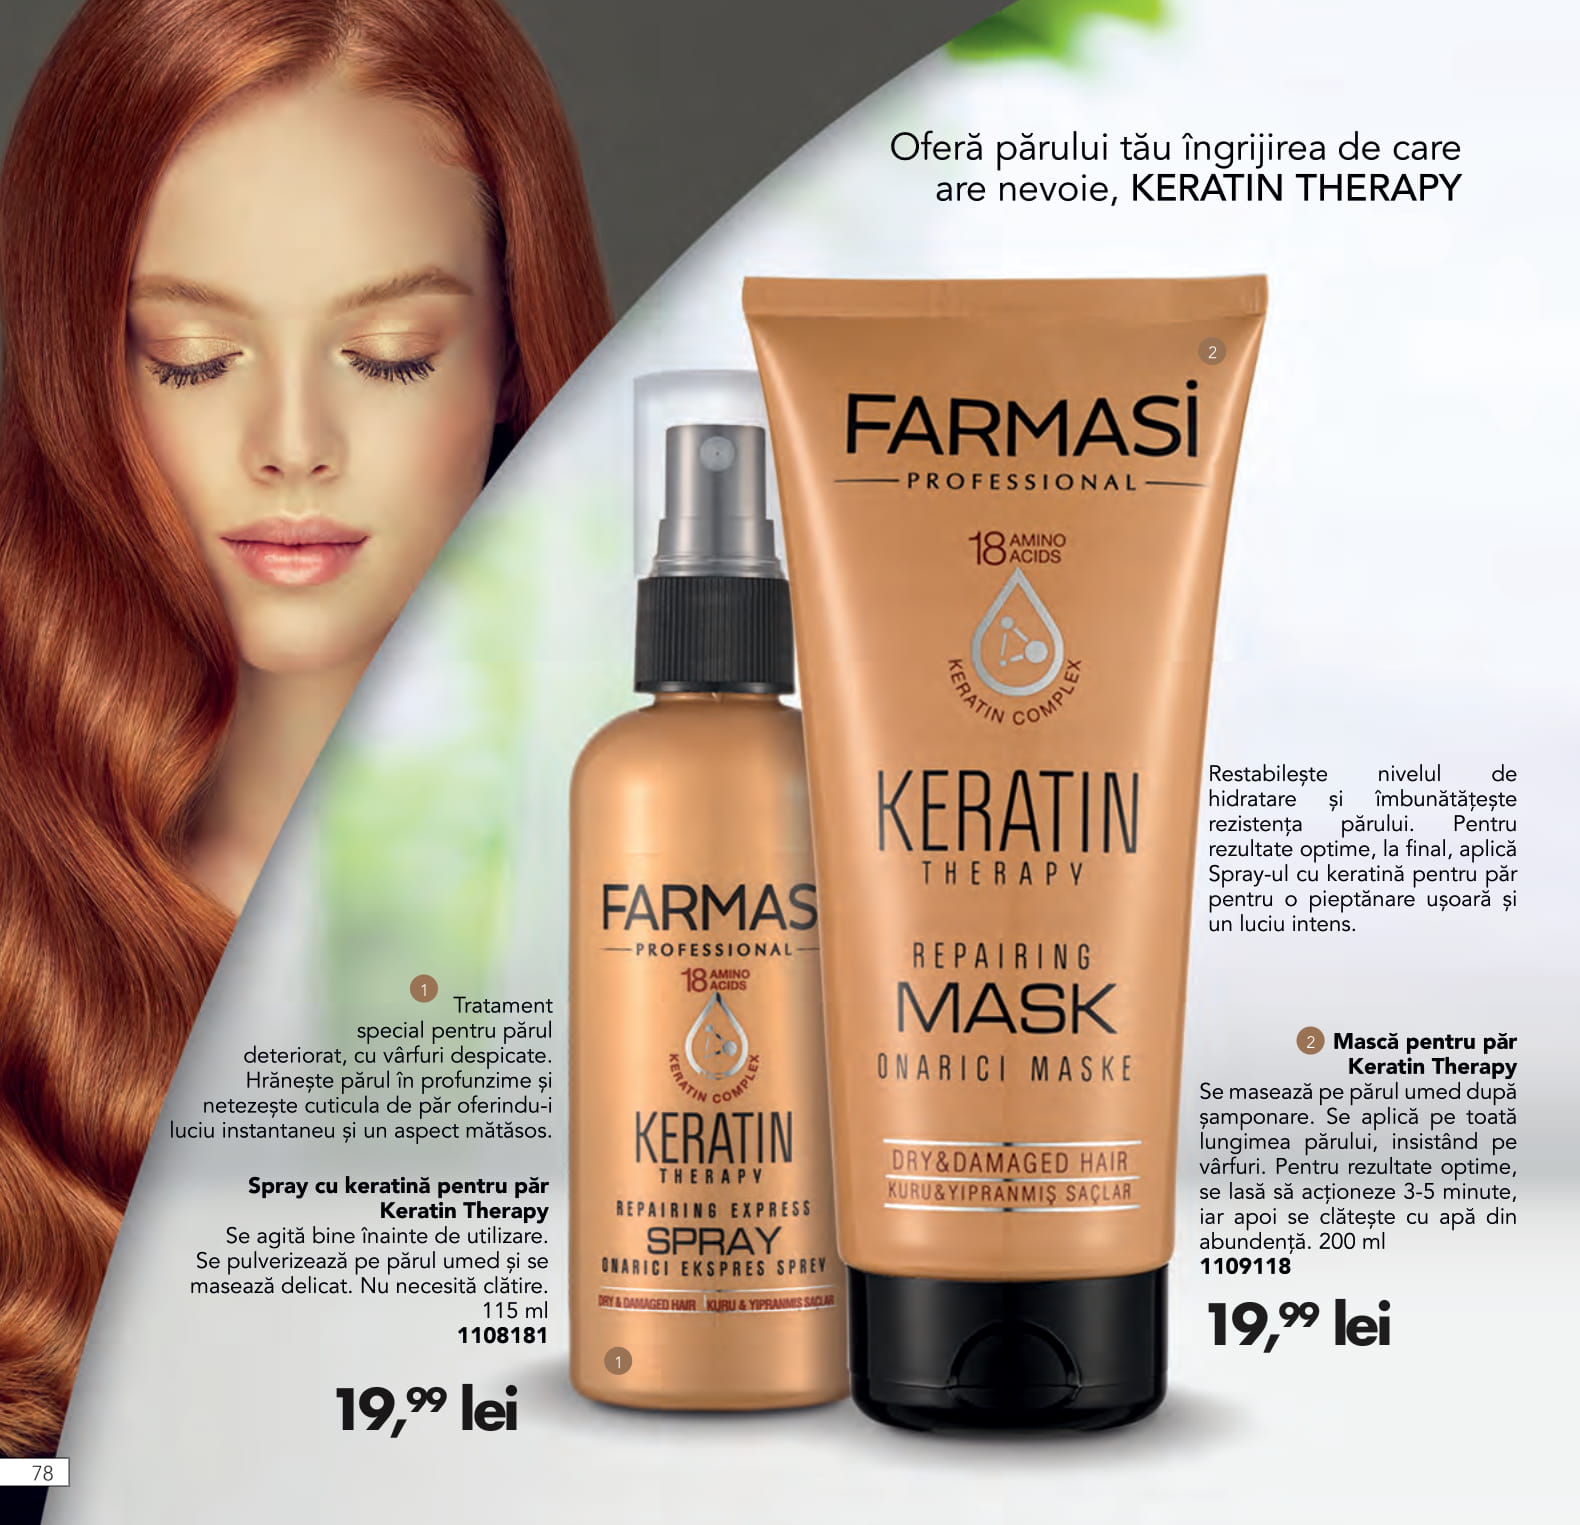 Oferă părului tău îngrijirea de care
are nevoie, KERATIN THERAPY
2
FARMASİ
PROFESSIONAL
18 AMINO
ACIDS
KERATIN COMPLEX
KERATIN
THERAPY
REPAIRING
MASK
ONARICI MASKE
DRY&DAMAGED HAIR
KURU&YIPRANMIŞ SAÇLAR
FARMAS
PROFESSIONAL
18 AMINO
ACIDS
KERATIN COMPLEX
KERATIN
THERAPY
REPAIRING EXPRESS
SPRAY
ONARICI EKSPRES SPREY
DRY & DAMAGED HAIR KURU & YIPRANMIŞ SAÇLAR
1
Restabilește nivelul de
hidratare și îmbunătățește
rezistența părului. Pentru
rezultate optime, la final, aplică
Spray-ul cu keratină pentru păr
pentru o pieptănare ușoară și
un luciu intens.
1
Tratament
special pentru părul
deteriorat, cu vârfuri despicate.
Hrănește părul în profunzime și
netezește cuticula de păr oferindu-i
luciu instantaneu și un aspect mătăsos.
Spray cu keratină pentru păr
Keratin Therapy
Se agită bine înainte de utilizare.
Se pulverizează pe părul umed și se
masează delicat. Nu necesită clătire.
115 ml
1108181
19,99 lei
2 Mască pentru păr
Keratin Therapy
Se masează pe părul umed după
șamponare. Se aplică pe toată
lungimea părului, insistând pe
vârfuri. Pentru rezultate optime,
se lasă să acționeze 3-5 minute,
iar apoi se clătește cu apă din
abundență. 200 ml
1109118
19,99 lei
78